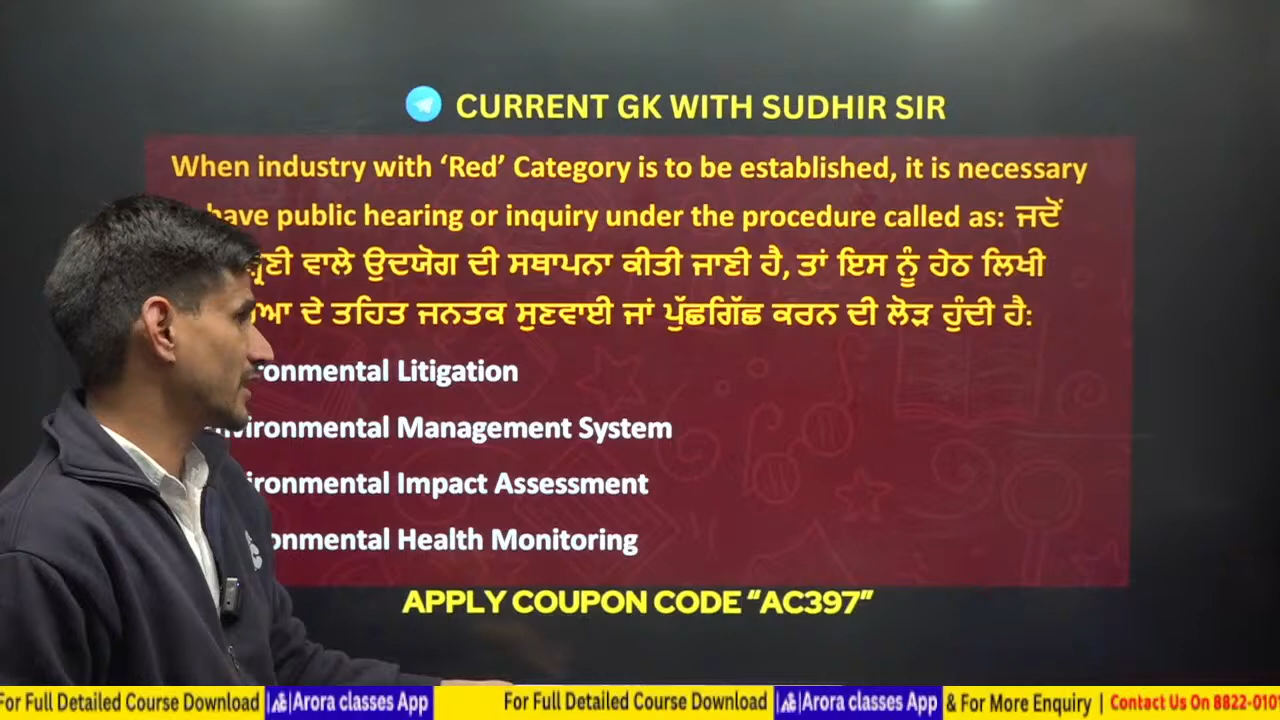 CURRENT GK WITH SUDHIR SIR
When industry with ‘Red’ Category is to be established, it is necessary
have public hearing or inquiry under the procedure called as: ਜਦੋਂ
ਵਾਲੇ ਉਦਯੋਗ ਦੀ ਸਥਾਪਨਾ ਕੀਤੀ ਜਾਣੀ ਹੈ, ਤਾਂ ਇਸ ਨੂੰ ਹੇਠ ਲਿਖੀ
ਦੇ ਤਹਿਤ ਜਨਤਕ ਸੁਣਵਾਈ ਜਾਂ ਪੁੱਛਗਿੱਛ ਕਰਨ ਦੀ ਲੋੜ ਹੁੰਦੀ ਹੈ:
ronmental Litigation
nvironmental Management System
ironmental Impact Assessment
onmental Health Monitoring
APPLY COUPON CODE “AC397”
For Full Detailed Course Download Arora classes App For Full Detailed Course Download Arora classes App & For More Enquiry | Contact Us On 8822-010